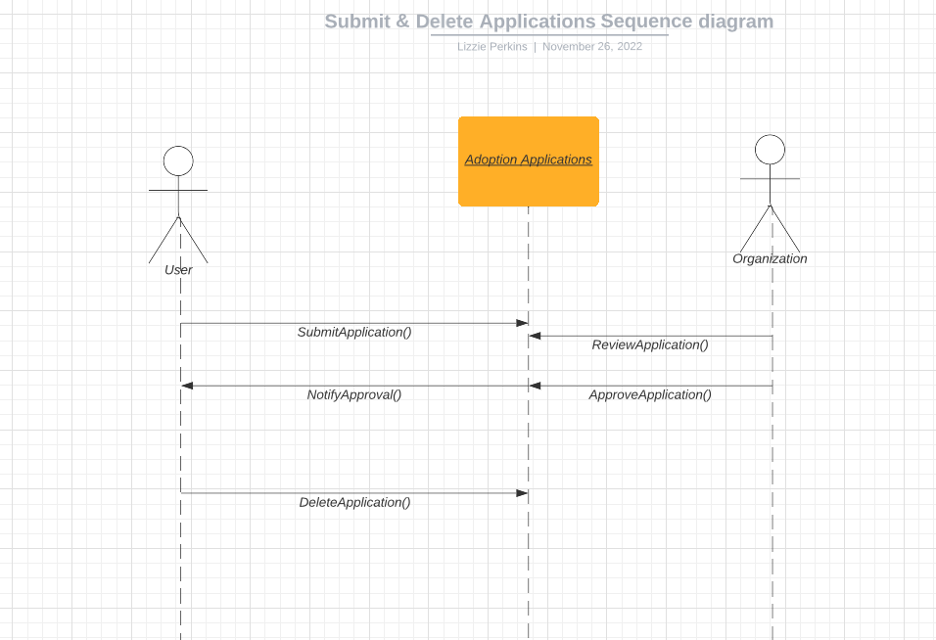 Submit & Delete Applications Sequence diagram
Lizzie Perkins | November 26, 2022
Adoption Applications
User
Organization
SubmitApplication()
ReviewApplication()
NotifyApproval()
ApproveApplication()
DeleteApplication()